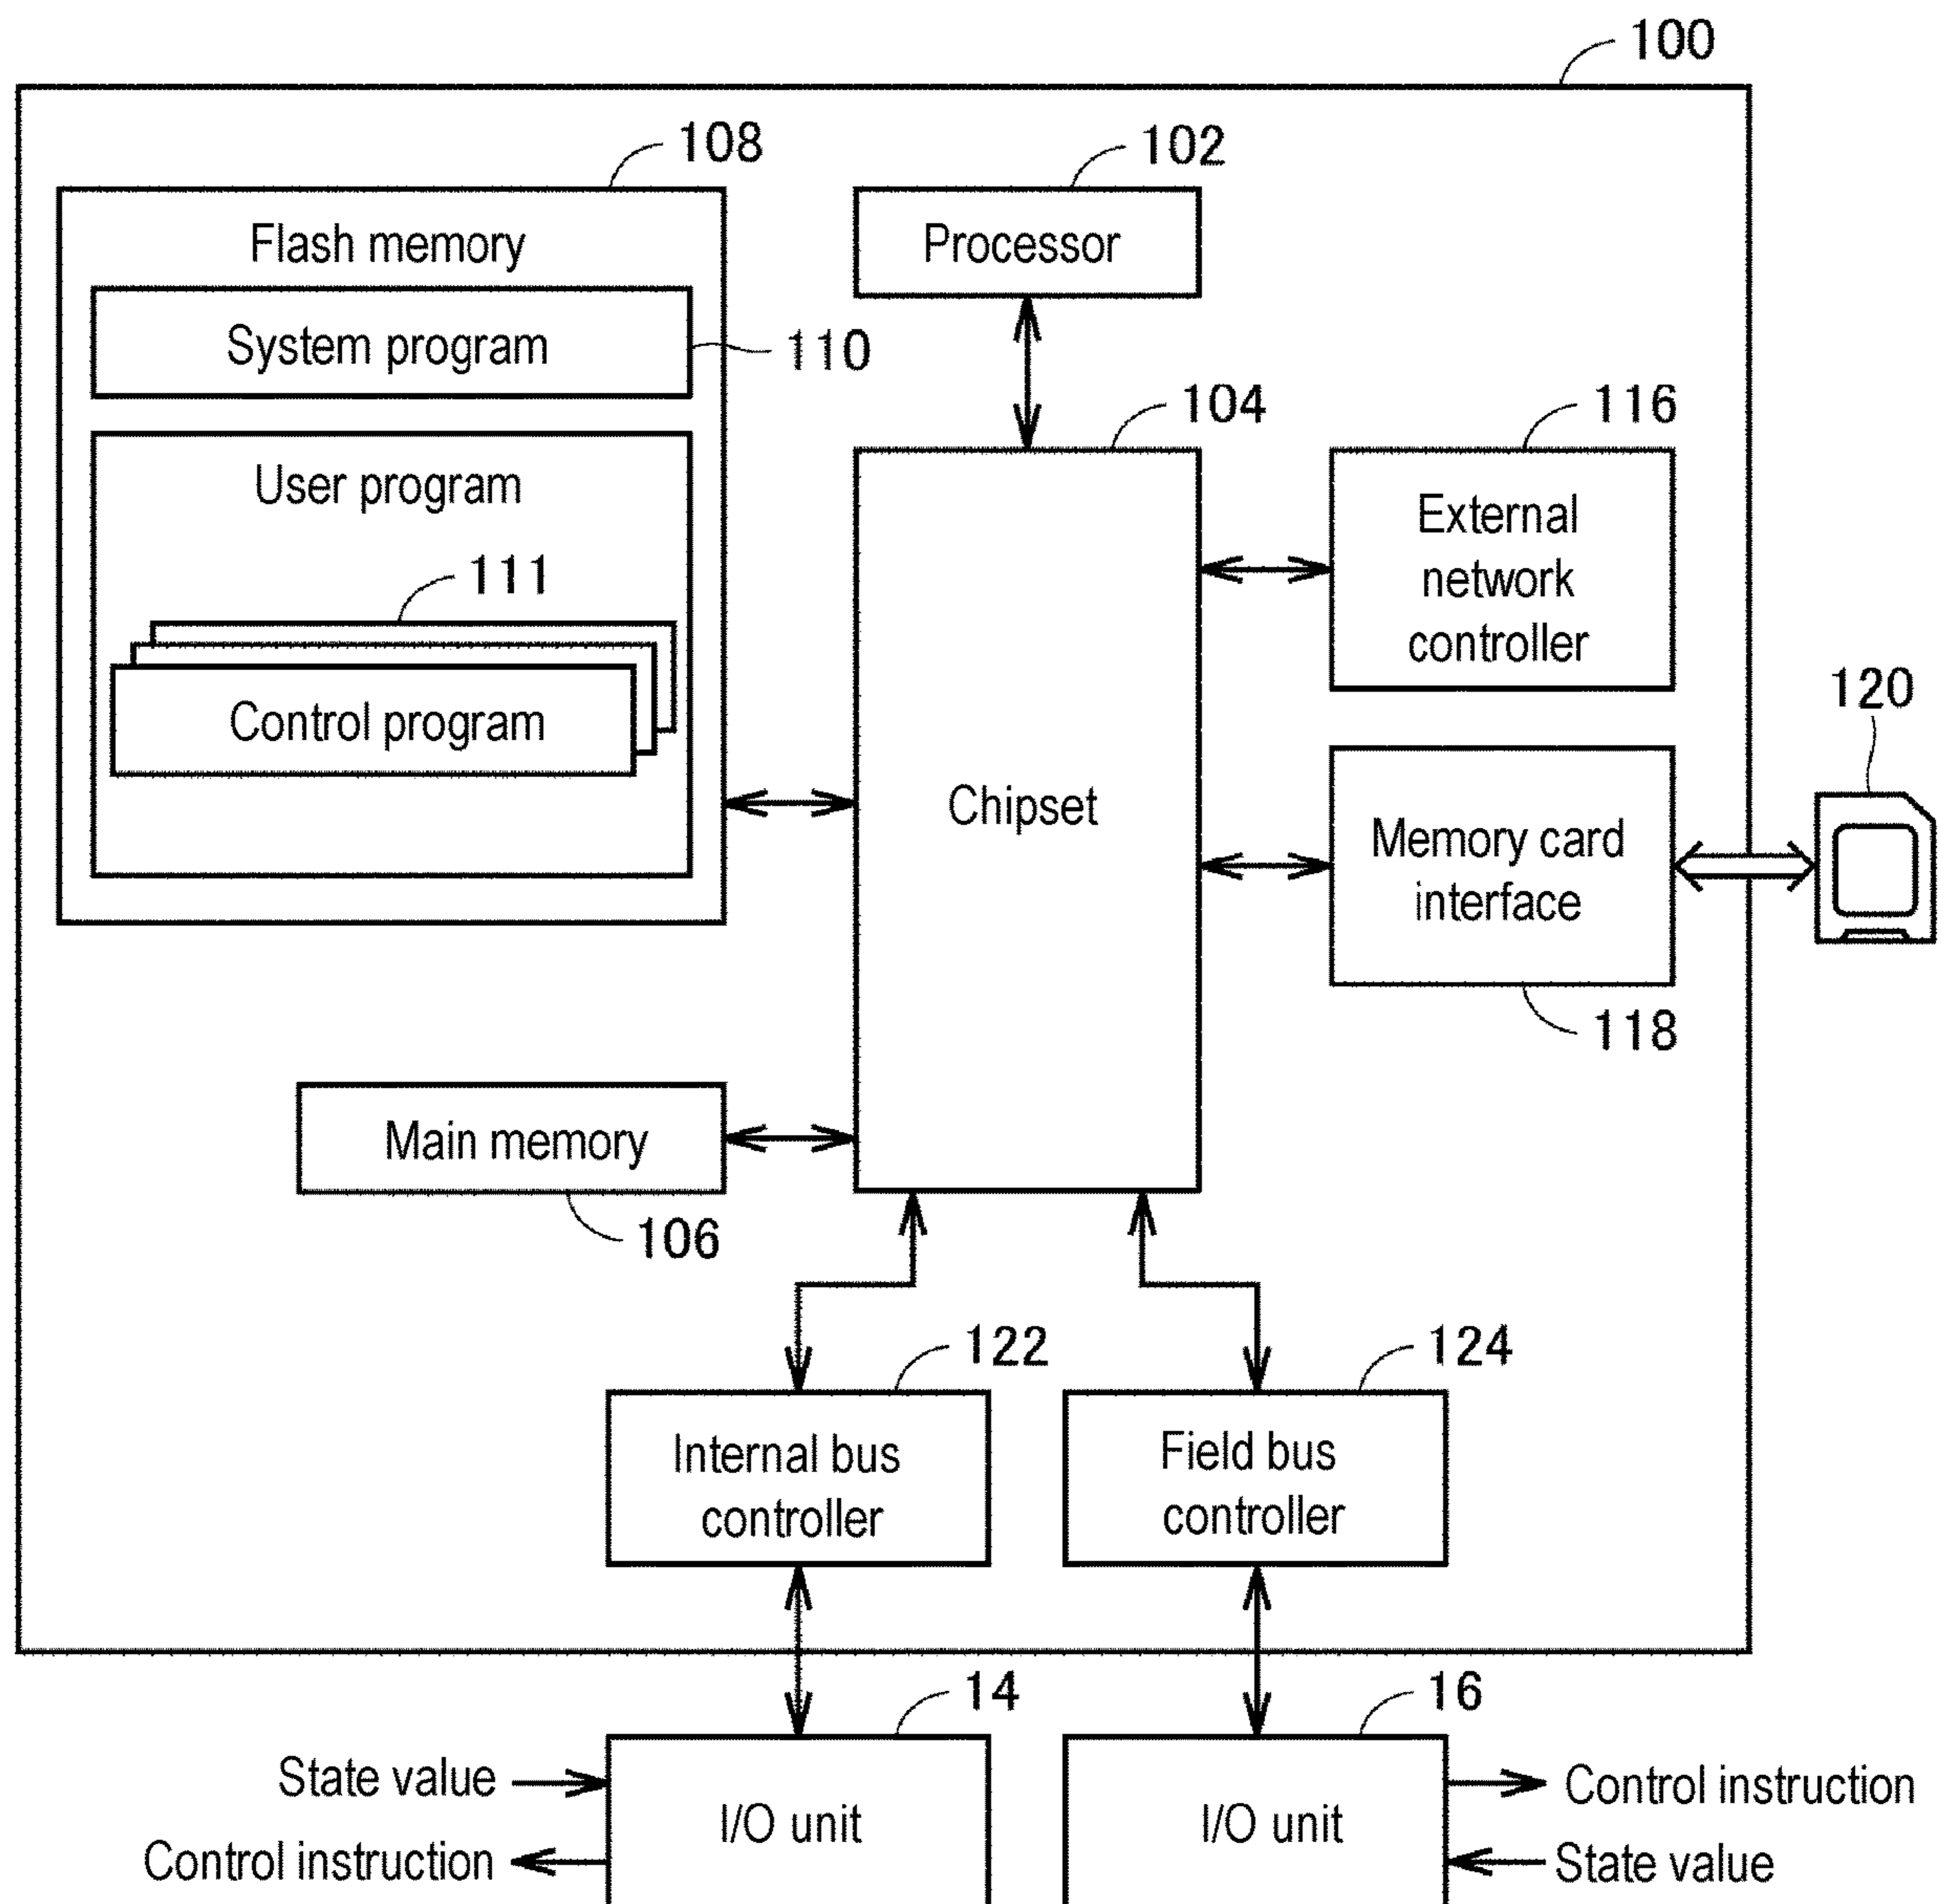 100
108
102
Flash memory
Processor
System program
110
104
116
User program
External
network
controller
111
Control program
120
Chipset
Memory card
interface
118
Main memory
106
122
124
Internal bus
controller
Field bus
controller
14
16
State value
Control instruction
I/O unit
I/O unit
Control instruction
State value